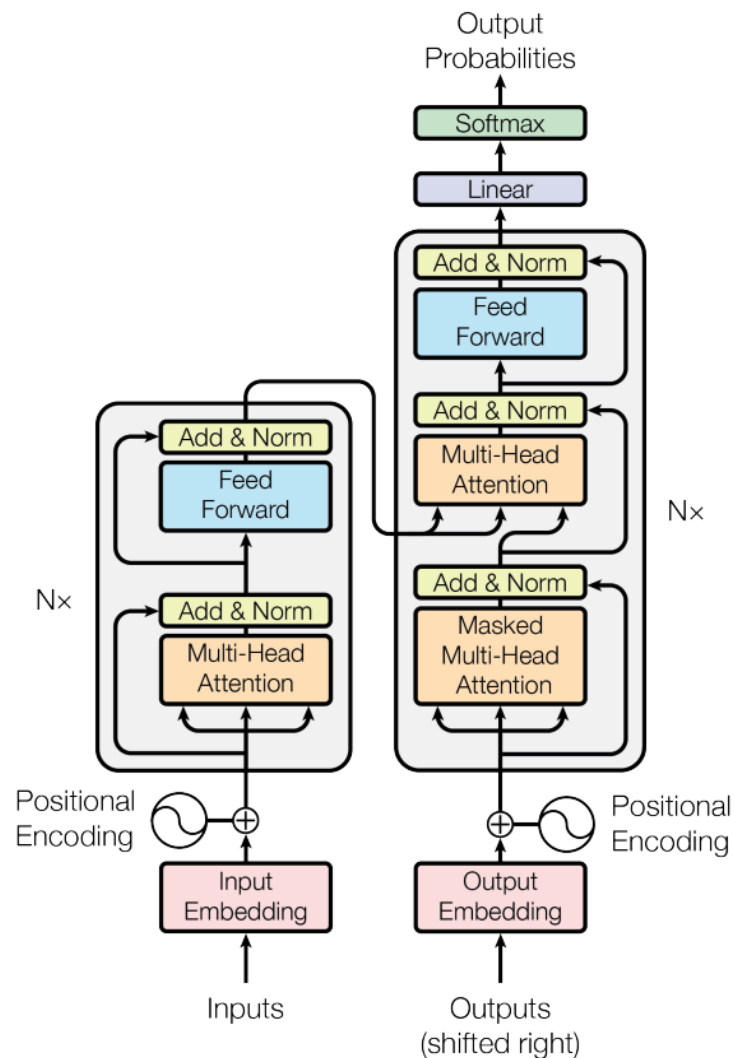 Output
Probabilities
Softmax
Linear
Add & Norm
Feed
Forward
Add & Norm
Multi-Head
Attention
Add & Norm
Masked
Multi-Head
Attention
Nx
Add & Norm
Feed
Forward
Add & Norm
Multi-Head
Attention
Nx
Positional
Encoding
Positional
Encoding
Input
Embedding
Output
Embedding
Inputs
Outputs
(shifted right)